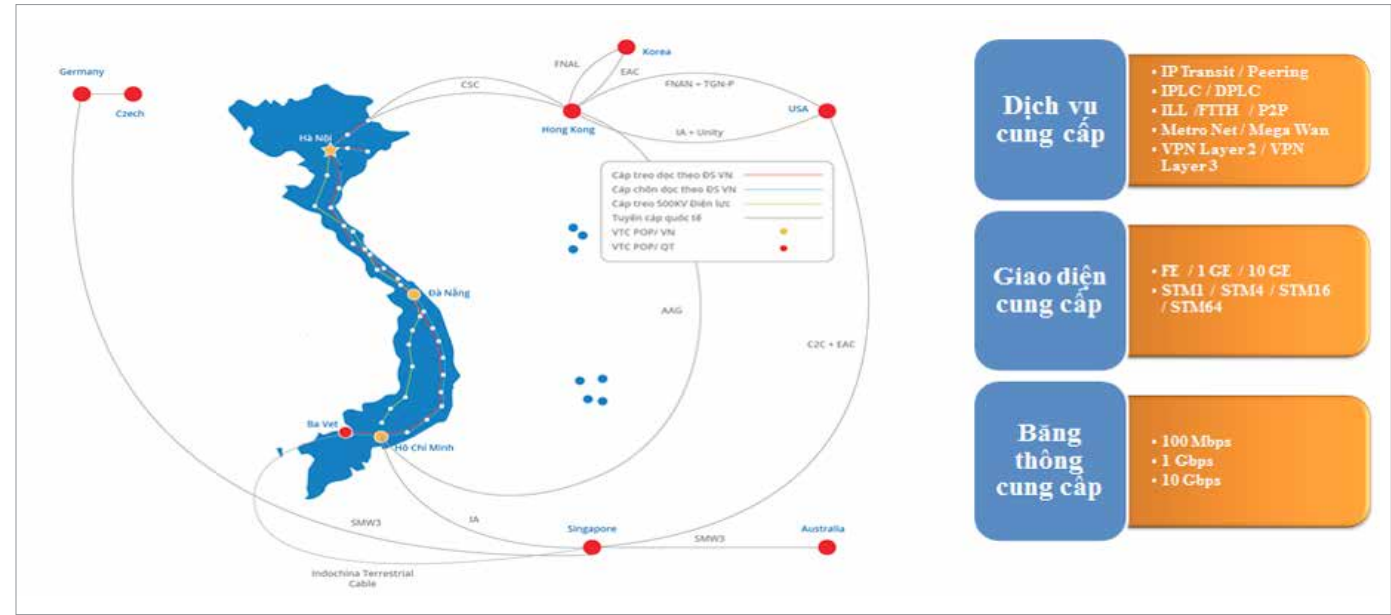 Germany
Czech
Hà Nội
CSC
FNAL
EAC
Korea
Hong Kong
FNAN + TGN-P
IA + Unity
USA
Cáp treo dọc theo ĐS VN
Cáp chôn dọc theo ĐS VN
Cáp treo 500KV Điện lực
Tuyến cáp quốc tế
VTC POP/ VN
VTC POP/ QT
Đà Nẵng
AAG
C2C + EAC
Ba Vet
Hồ Chí Minh
SMW3
IA
Singapore
SMW3
Australia
Indochina Terrestrial
Cable
Dịch vụ
cung cấp
• IP Transit / Peering
• IPLC / DPLC
• ILL /FTTH / P2P
• Metro Net / Mega Wan
• VPN Layer 2 / VPN
Layer 3
Giao diện
cung cấp
• FE / 1 GE / 10 GE
• STM1 / STM4 / STM16
/ STM64
Băng
thông
cung cấp
• 100 Mbps
• 1 Gbps
• 10 Gbps